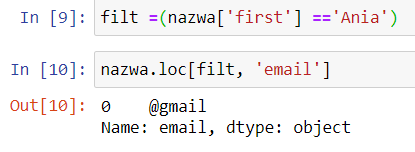 In [9]: filt =(nazwa['first'] =='Ania')
In [10]: nazwa.loc[filt, 'email']
Out[10]: 0    @gmail
Name: email, dtype: object